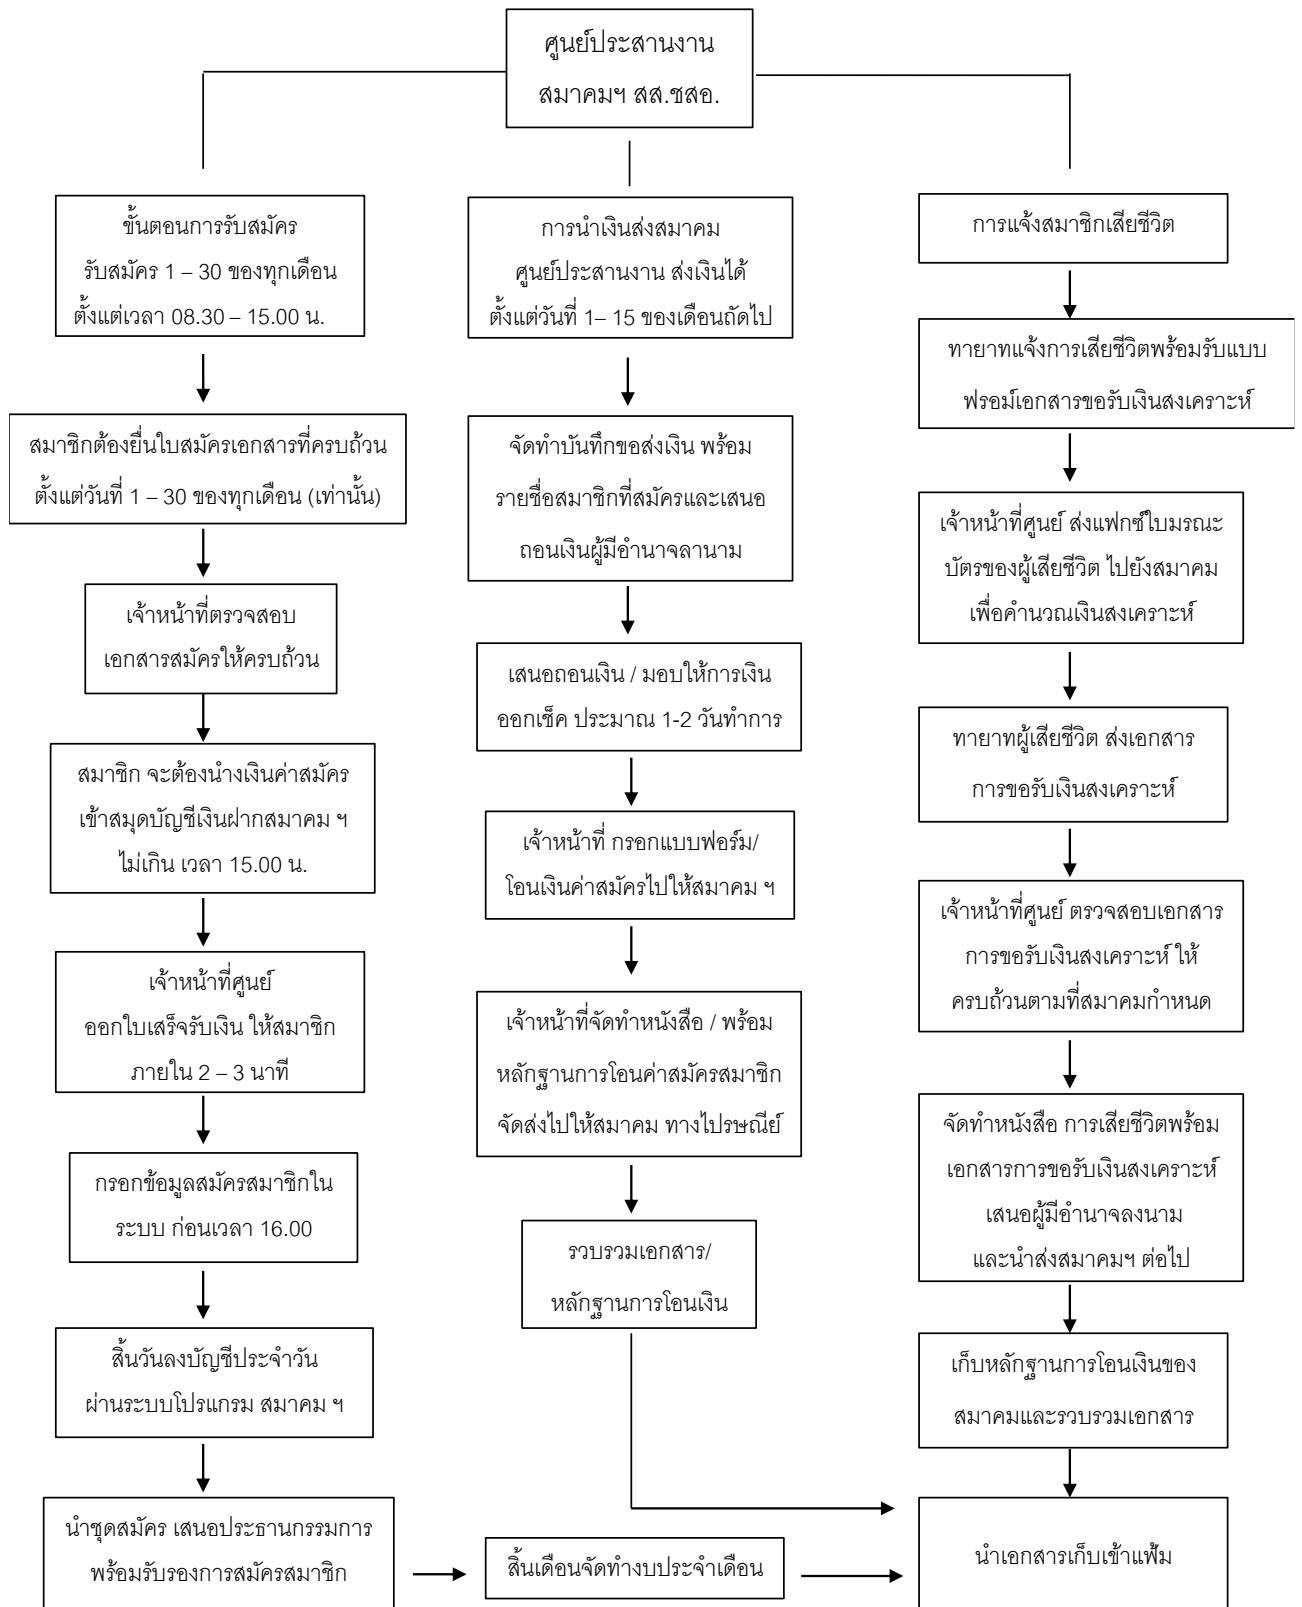 ศูนย์ประสานงาน
สมาคมฯ สส.ชสอ.
ขั้นตอนการรับสมัคร
รับสมัคร 1 – 30 ของทุกเดือน
ตั้งแต่เวลา 08.30 – 15.00 น.
สมาชิกต้องยื่นใบสมัครเอกสารที่ครบถ้วน
ตั้งแต่วันที่ 1 – 30 ของทุกเดือน (เท่านั้น)
เจ้าหน้าที่ตรวจสอบ
เอกสารสมัครให้ครบถ้วน
สมาชิก จะต้องนำงเงินค่าสมัคร
เข้าสมุดบัญชีเงินฝากสมาคม ฯ
ไม่เกิน เวลา 15.00 น.
เจ้าหน้าที่ศูนย์
ออกใบเสร็จรับเงิน ให้สมาชิก
ภายใน 2 – 3 นาที
กรอกข้อมูลสมัครสมาชิกใน
ระบบ ก่อนเวลา 16.00
สิ้นวันลงบัญชีประจำวัน
ผ่านระบบโปรแกรม สมาคม ฯ
นำชุดสมัคร เสนอประธานกรรมการ
พร้อมรับรองการสมัครสมาชิก
การนำเงินส่งสมาคม
ศูนย์ประสานงาน ส่งเงินได้
ตั้งแต่วันที่ 1– 15 ของเดือนถัดไป
จัดทำบันทึกขอส่งเงิน พร้อม
รายชื่อสมาชิกที่สมัครและเสนอ
ถอนเงินผู้มีอำนาจลานาม
เสนอถอนเงิน / มอบให้การเงิน
ออกเช็ค ประมาณ 1-2 วันทำการ
เจ้าหน้าที่ กรอกแบบฟอร์ม/
โอนเงินค่าสมัครไปให้สมาคม ฯ
เจ้าหน้าที่จัดทำหนังสือ / พร้อม
หลักฐานการโอนค่าสมัครสมาชิก
จัดส่งไปให้สมาคม ทางไปรษณีย์
รวบรวมเอกสาร/
หลักฐานการโอนเงิน
สิ้นเดือนจัดทำงบประจำเดือน
การแจ้งสมาชิกเสียชีวิต
ทายาทแจ้งการเสียชีวิตพร้อมรับแบบ
ฟรอม์เอกสารขอรับเงินสงเคราะห์
เจ้าหน้าที่ศูนย์ ส่งแฟกซ์ใบมรณะ
บัตรของผู้เสียชีวิต ไปยังสมาคม
เพื่อคำนวณเงินสงเคราะห์
ทายาทผู้เสียชีวิต ส่งเอกสาร
การขอรับเงินสงเคราะห์
เจ้าหน้าที่ศูนย์ ตรวจสอบเอกสาร
การขอรับเงินสงเคราะห์ ให้
ครบถ้วนตามที่สมาคมกำหนด
จัดทำหนังสือ การเสียชีวิตพร้อม
เอกสารการขอรับเงินสงเคราะห์
เสนอผู้มีอำนาจลงนาม
และนำส่งสมาคมฯ ต่อไป
เก็บหลักฐานการโอนเงินของ
สมาคมและรวบรวมเอกสาร
นำเอกสารเก็บเข้าแฟ้ม